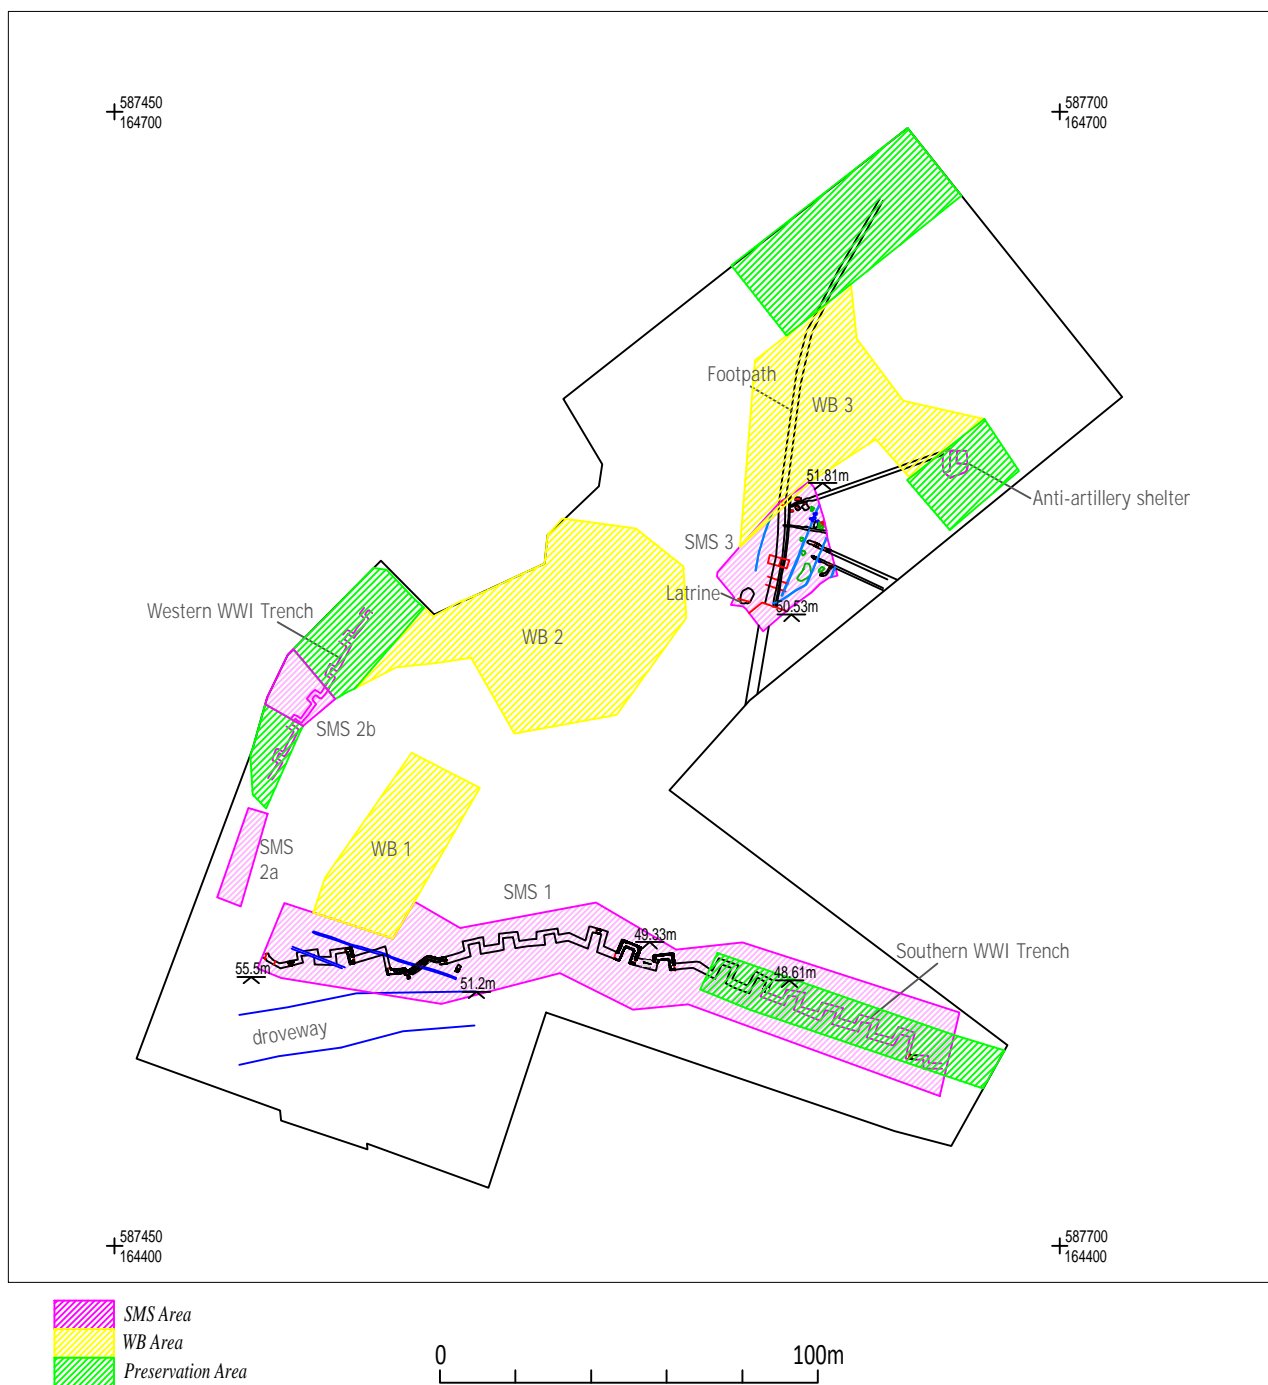 587450
164700
587700
164700
Footpath
WB 3
51.81m
Anti-artillery shelter
SMS 3
Latrine
50.53m
Western WWI Trench
WB 2
SMS 2b
SMS
2a
WB 1
SMS 1
49.33m
Southern WWI Trench
48.61m
55.5m
51.2m
droveway
587450
164400
587700
164400
SMS Area
WB Area
Preservation Area
0
100m